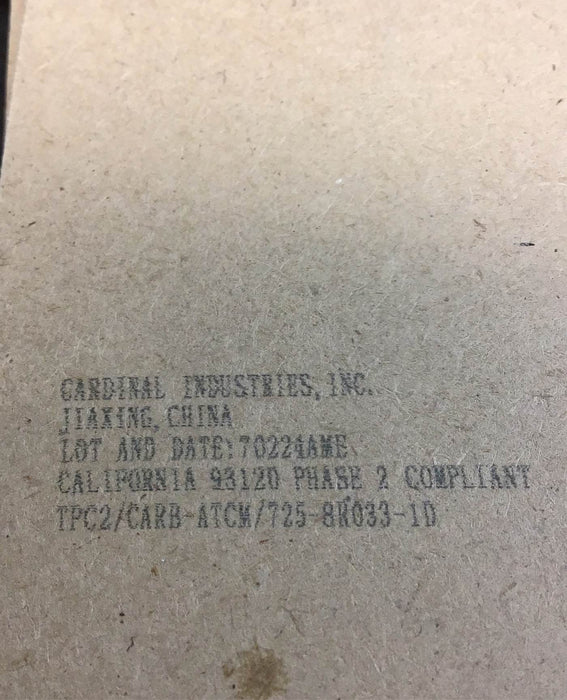 CARDINAL INDUSTRIES, INC.
JIAXING, CHINA
LOT AND DATE:70224AME
CALIFORNIA 93120 PHASE 2 COMPLIANT
TPC2/CARB-ATCM/725-8R033-1D